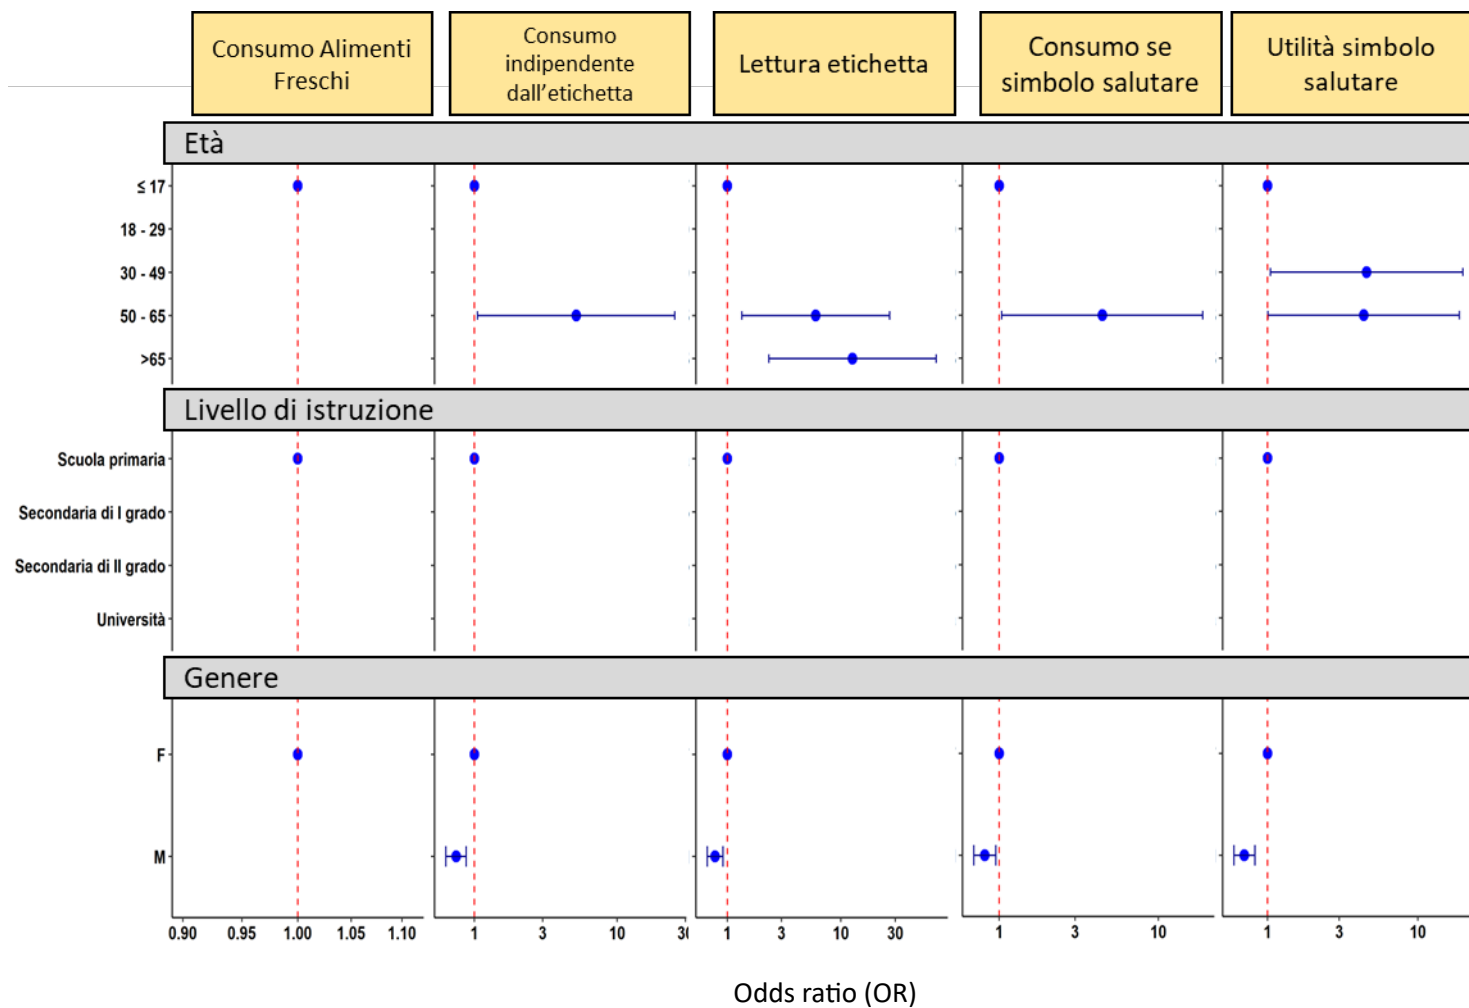 Consumo Alimenti
Freschi
Consumo
indipendente
dall'etichetta
Lettura etichetta
Consumo se
simbolo salutare
Utilità simbolo
salutare
Età
≤ 17
18 - 29
30 - 49
50 - 65
>65
Livello di istruzione
Scuola primaria
Secondaria di I grado
Secondaria di II grado
Università
Genere
F
M
0.90 0.95 1.00 1.05 1.10 1 3 10 30 1 3 10 30 1 3 10 1 3 10
Odds ratio (OR)